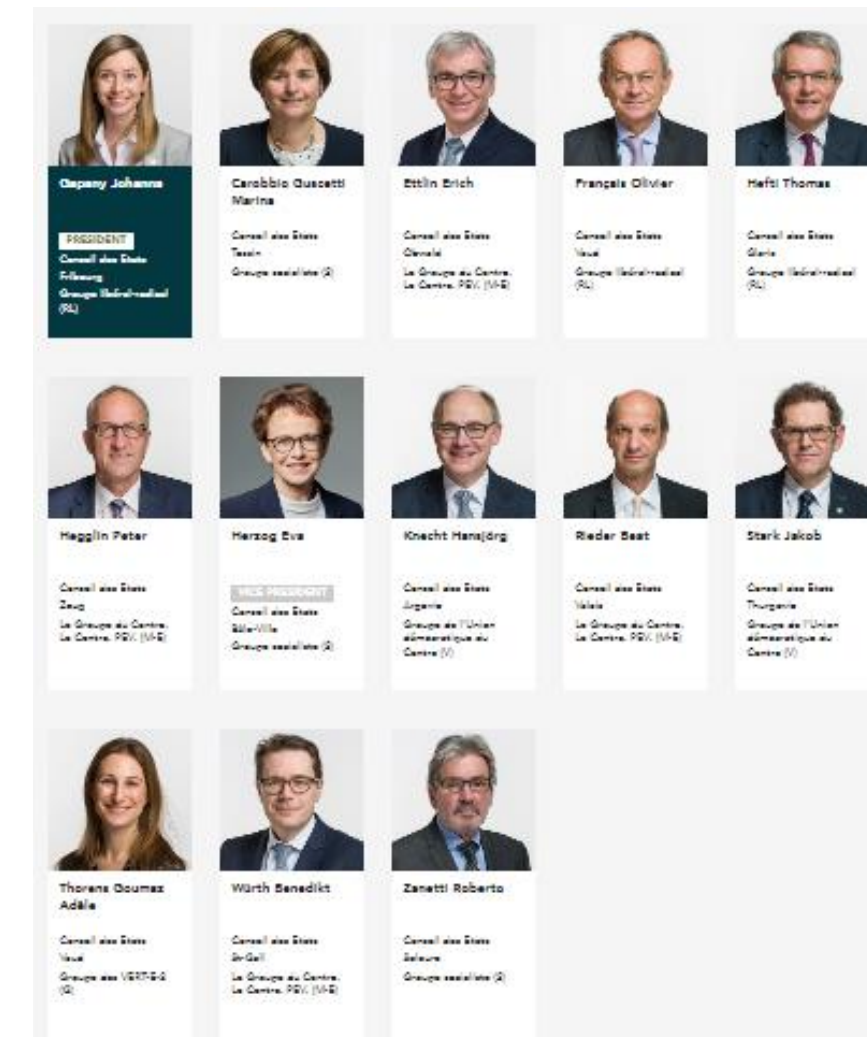 Gapany Johanna
PRESIDENT
Conseil des Etats
Fribourg
Groupe libéral-radical
(RL)
Carobbio Guscetti
Marina
Conseil des Etats
Tessin
Groupe socialiste (S)
Ettlin Erich
Conseil des Etats
Obwald
Le Groupe du Centre.
Le Centre. PEV. (M-E)
Français Olivier
Conseil des Etats
Vaud
Groupe libéral-radical
(RL)
Hefti Thomas
Conseil des Etats
Glaris
Groupe libéral-radical
(RL)
Hegglin Peter
Conseil des Etats
Zoug
Le Groupe du Centre.
Le Centre. PEV. (M-E)
Herzog Eva
VICE PRESIDENT
Conseil des Etats
Bâle-Ville
Groupe socialiste (S)
Knecht Hansjörg
Conseil des Etats
Argovie
Groupe de l'Union
démocratique du
Centre (V)
Rieder Beat
Conseil des Etats
Valais
Le Groupe du Centre.
Le Centre. PEV. (M-E)
Stark Jakob
Conseil des Etats
Thurgovie
Groupe de l'Union
démocratique du
Centre (V)
Thorens Goumaz
Adèle
Conseil des Etats
Vaud
Groupe des VERT-E-S
(G)
Würth Benedikt
Conseil des Etats
St-Gall
Le Groupe du Centre.
Le Centre. PEV. (M-E)
Zanetti Roberto
Conseil des Etats
Soleure
Groupe socialiste (S)